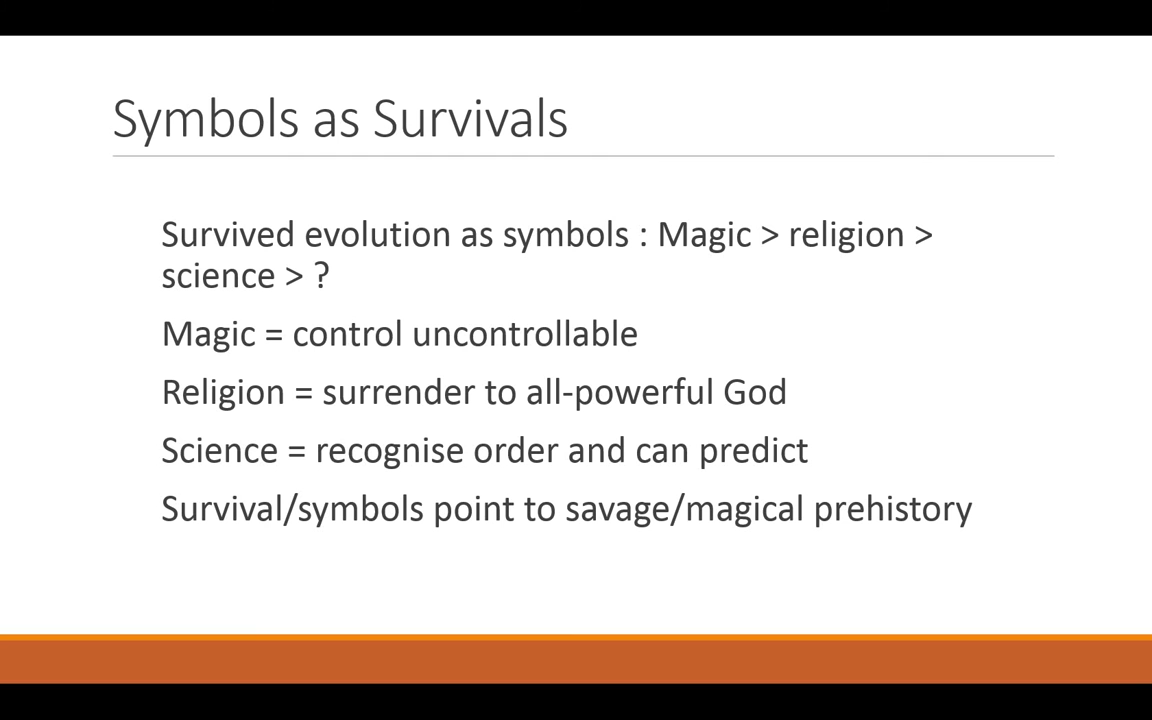 Symbols as Survivals
Survived evolution as symbols : Magic > religion >
science > ?
Magic = control uncontrollable
Religion = surrender to all-powerful God
Science = recognise order and can predict
Survival/symbols point to savage/magical prehistory